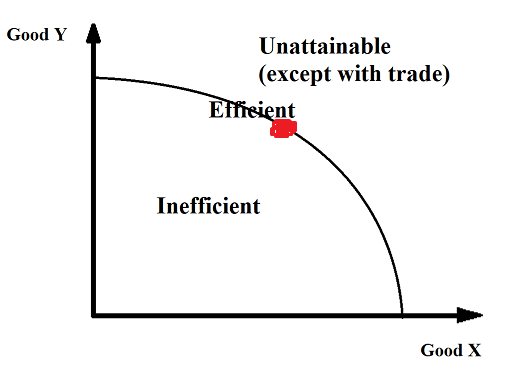 Good Y
Unattainable
(except with trade)
Efficient
Inefficient
Good X